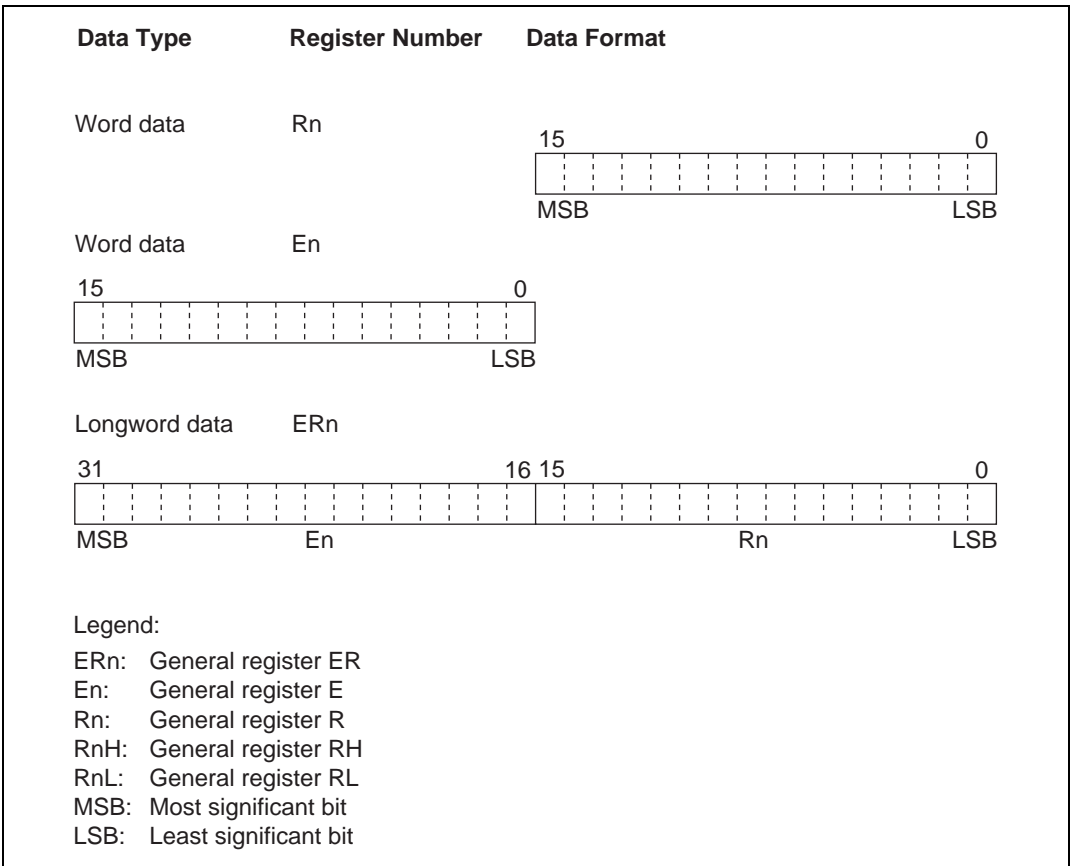 Data Type Register Number Data Format
Word data Rn
15 0
MSB LSB
Word data En
15 0
MSB LSB
Longword data ERn
31 16 15 0
MSB En Rn LSB
Legend:
ERn: General register ER
En: General register E
Rn: General register R
RnH: General register RH
RnL: General register RL
MSB: Most significant bit
LSB: Least significant bit